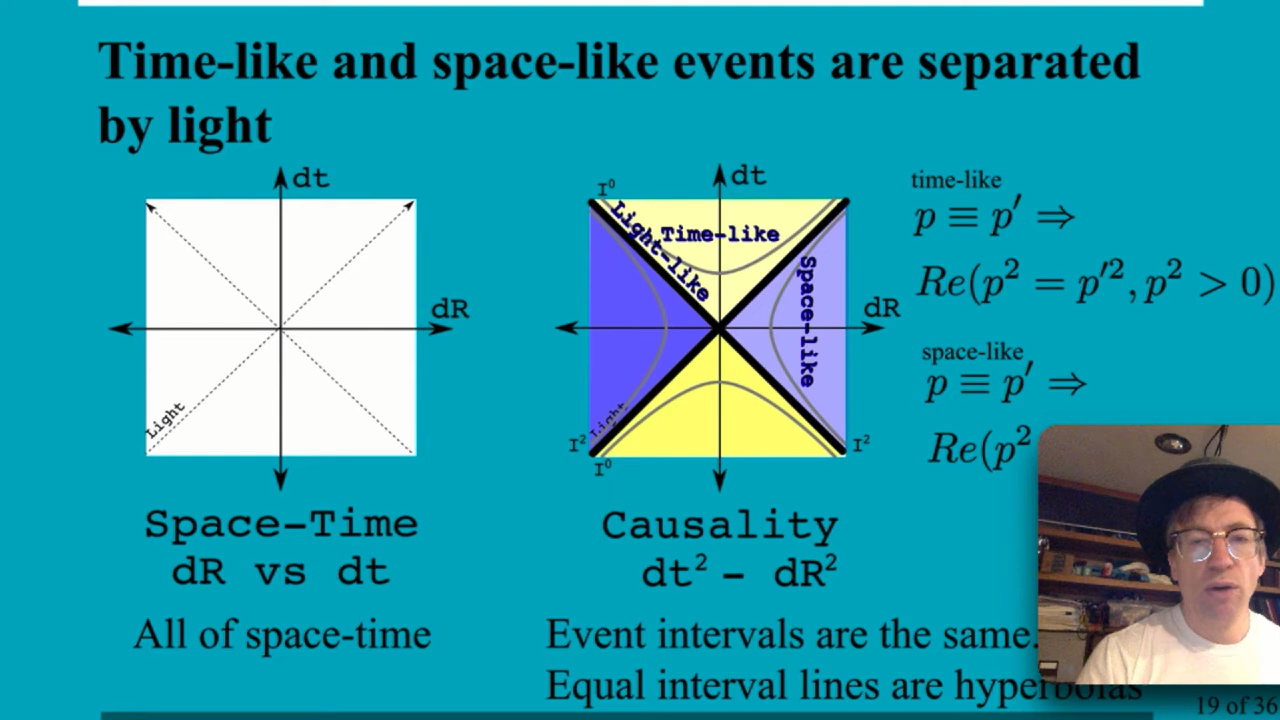 Time-like and space-like events are separated
by light
dt
dR
Light
Space-Time
dR vs dt
All of space-time
dt
I⁰
Light-like
Time-like
Space-like
dR
Light
I²
I⁰
I²
Causality
dt² - dR²
Event intervals are the same.
Equal interval lines are hyperbolas
time-like
p ≡ p′ ⇒
Re(p² = p′², p² > 0)
space-like
p ≡ p′ ⇒
Re(p²
19 of 36